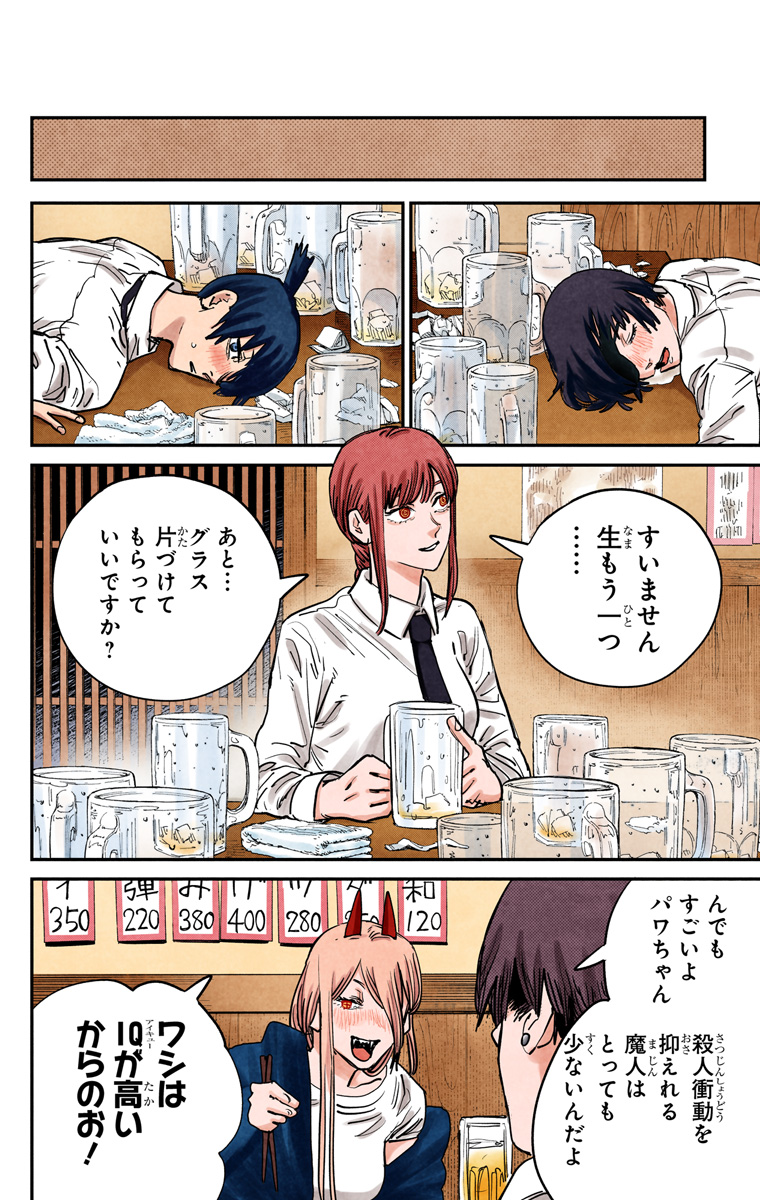 すいません
生もう一つ
……
あと…
グラス
片づけて
もらって
いいですか？
イ
350
弾
220
み
380
げ
400
ツ
280
ダ
和
120
んでも
すごいよ
パワちゃん
殺人衝動を
抑えれる
魔人は
とっても
少ないんだよ
ワシは
IQが高い
からのお！